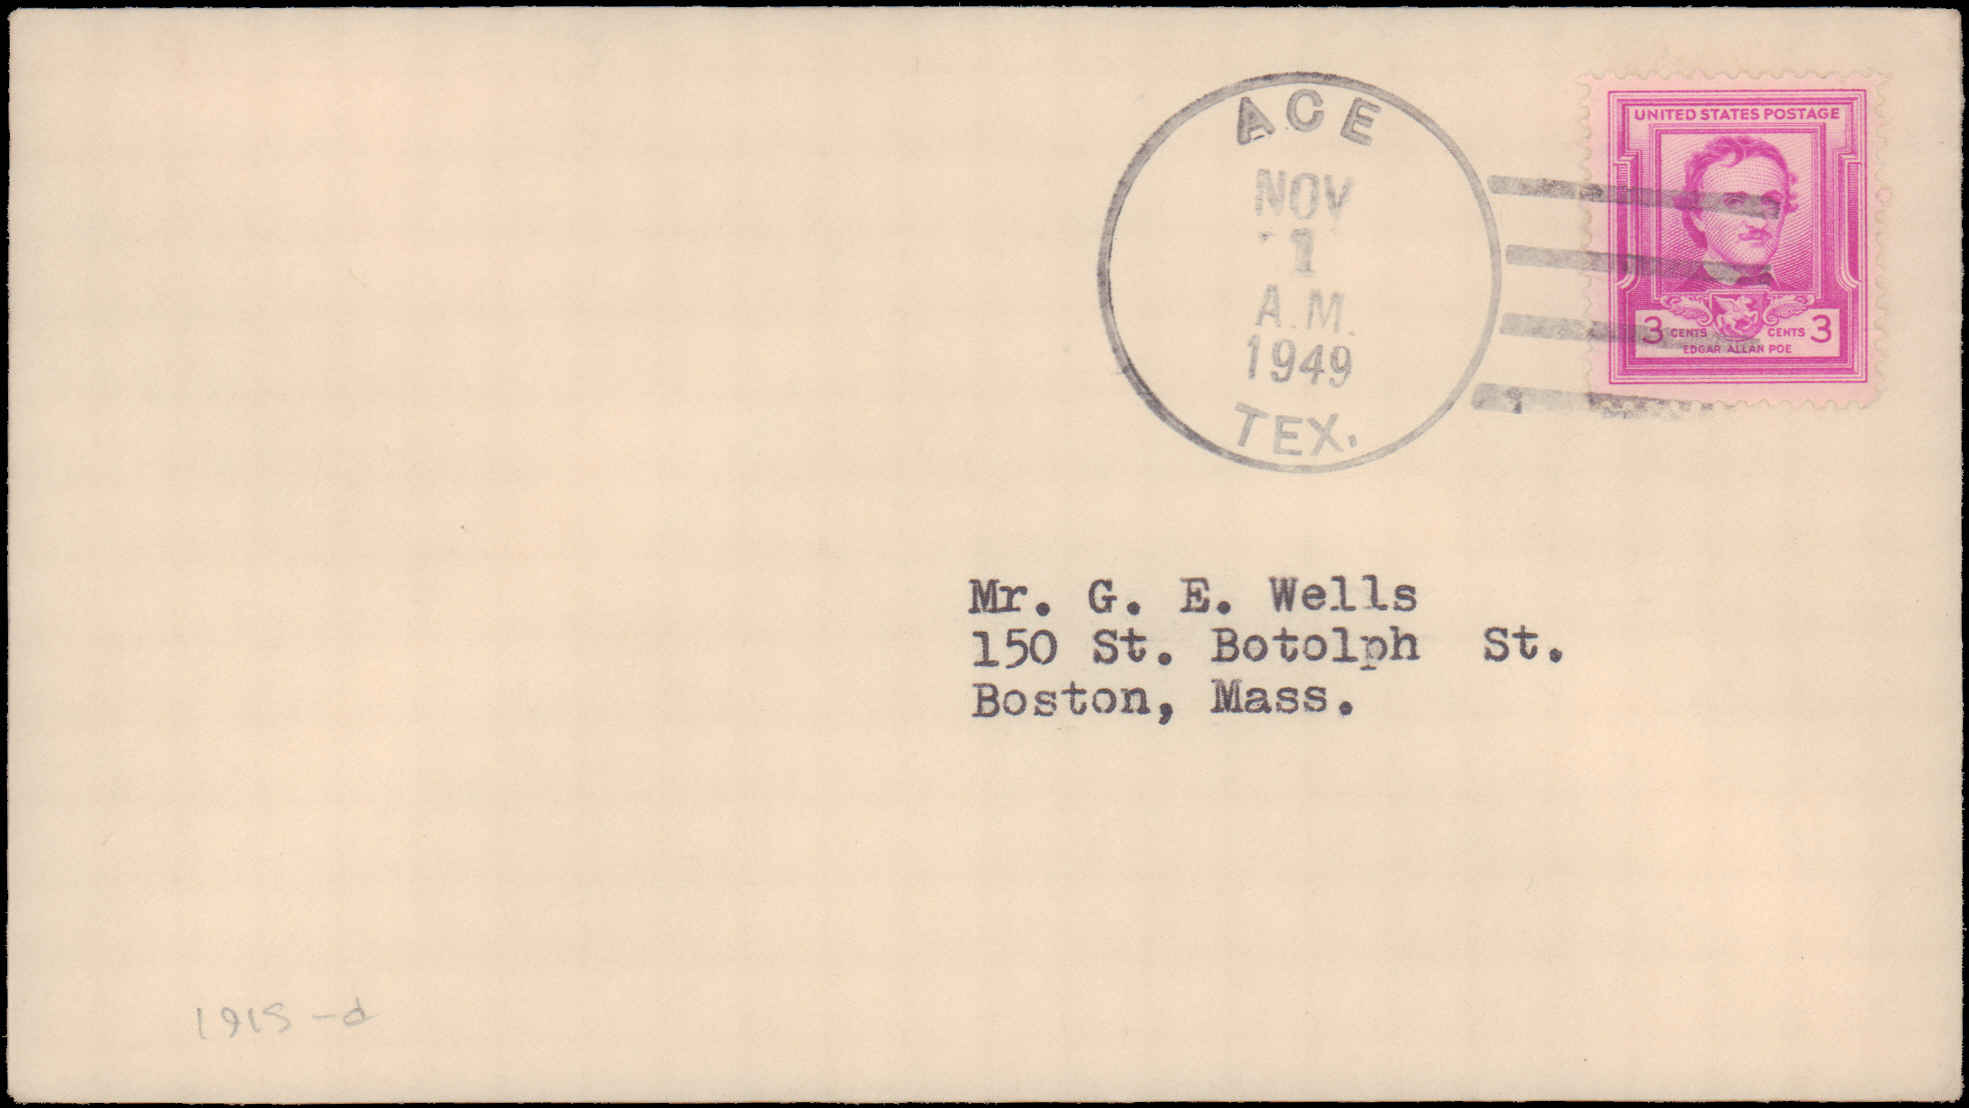 ACE
NOV
1
A.M.
1949
TEX.
UNITED STATES POSTAGE
3 CENTS CENTS 3
EDGAR ALLAN POE
Mr. G. E. Wells
150 St. Botolph St.
Boston, Mass.
1915-d